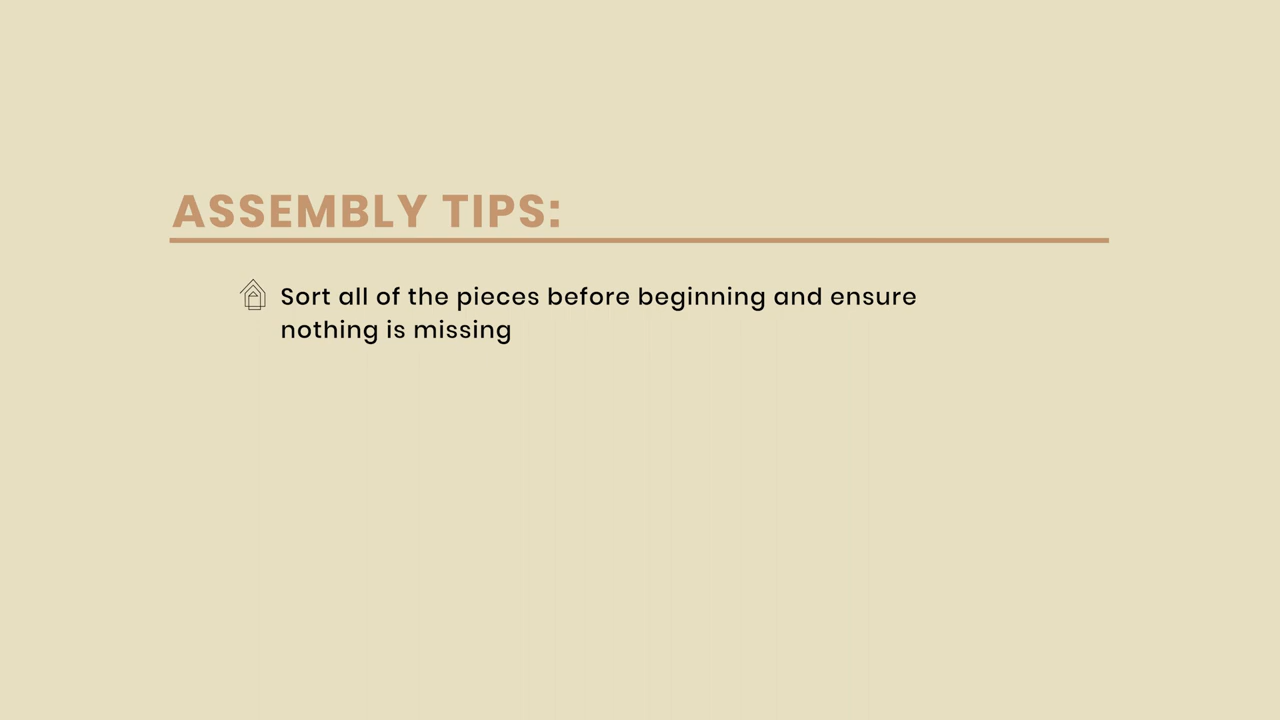 ASSEMBLY TIPS:
Sort all of the pieces before beginning and ensure
nothing is missing